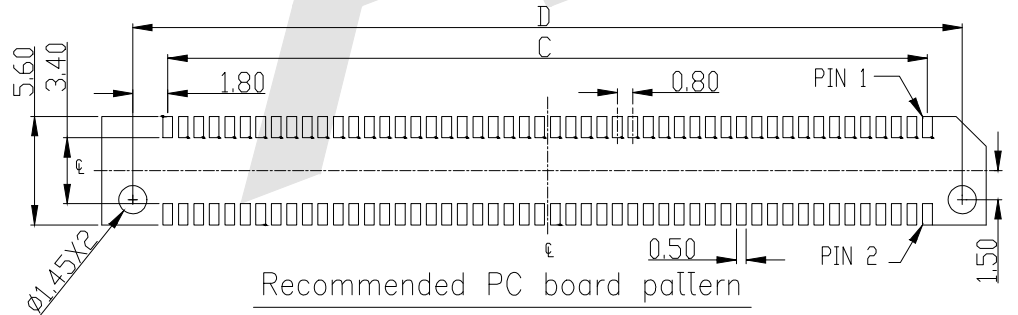 D
C
5.60
3.40
1.80
0.80
PIN 1
℄
℄
0.50
PIN 2
1.50
Ø1.45X2
Recommended PC board pallern